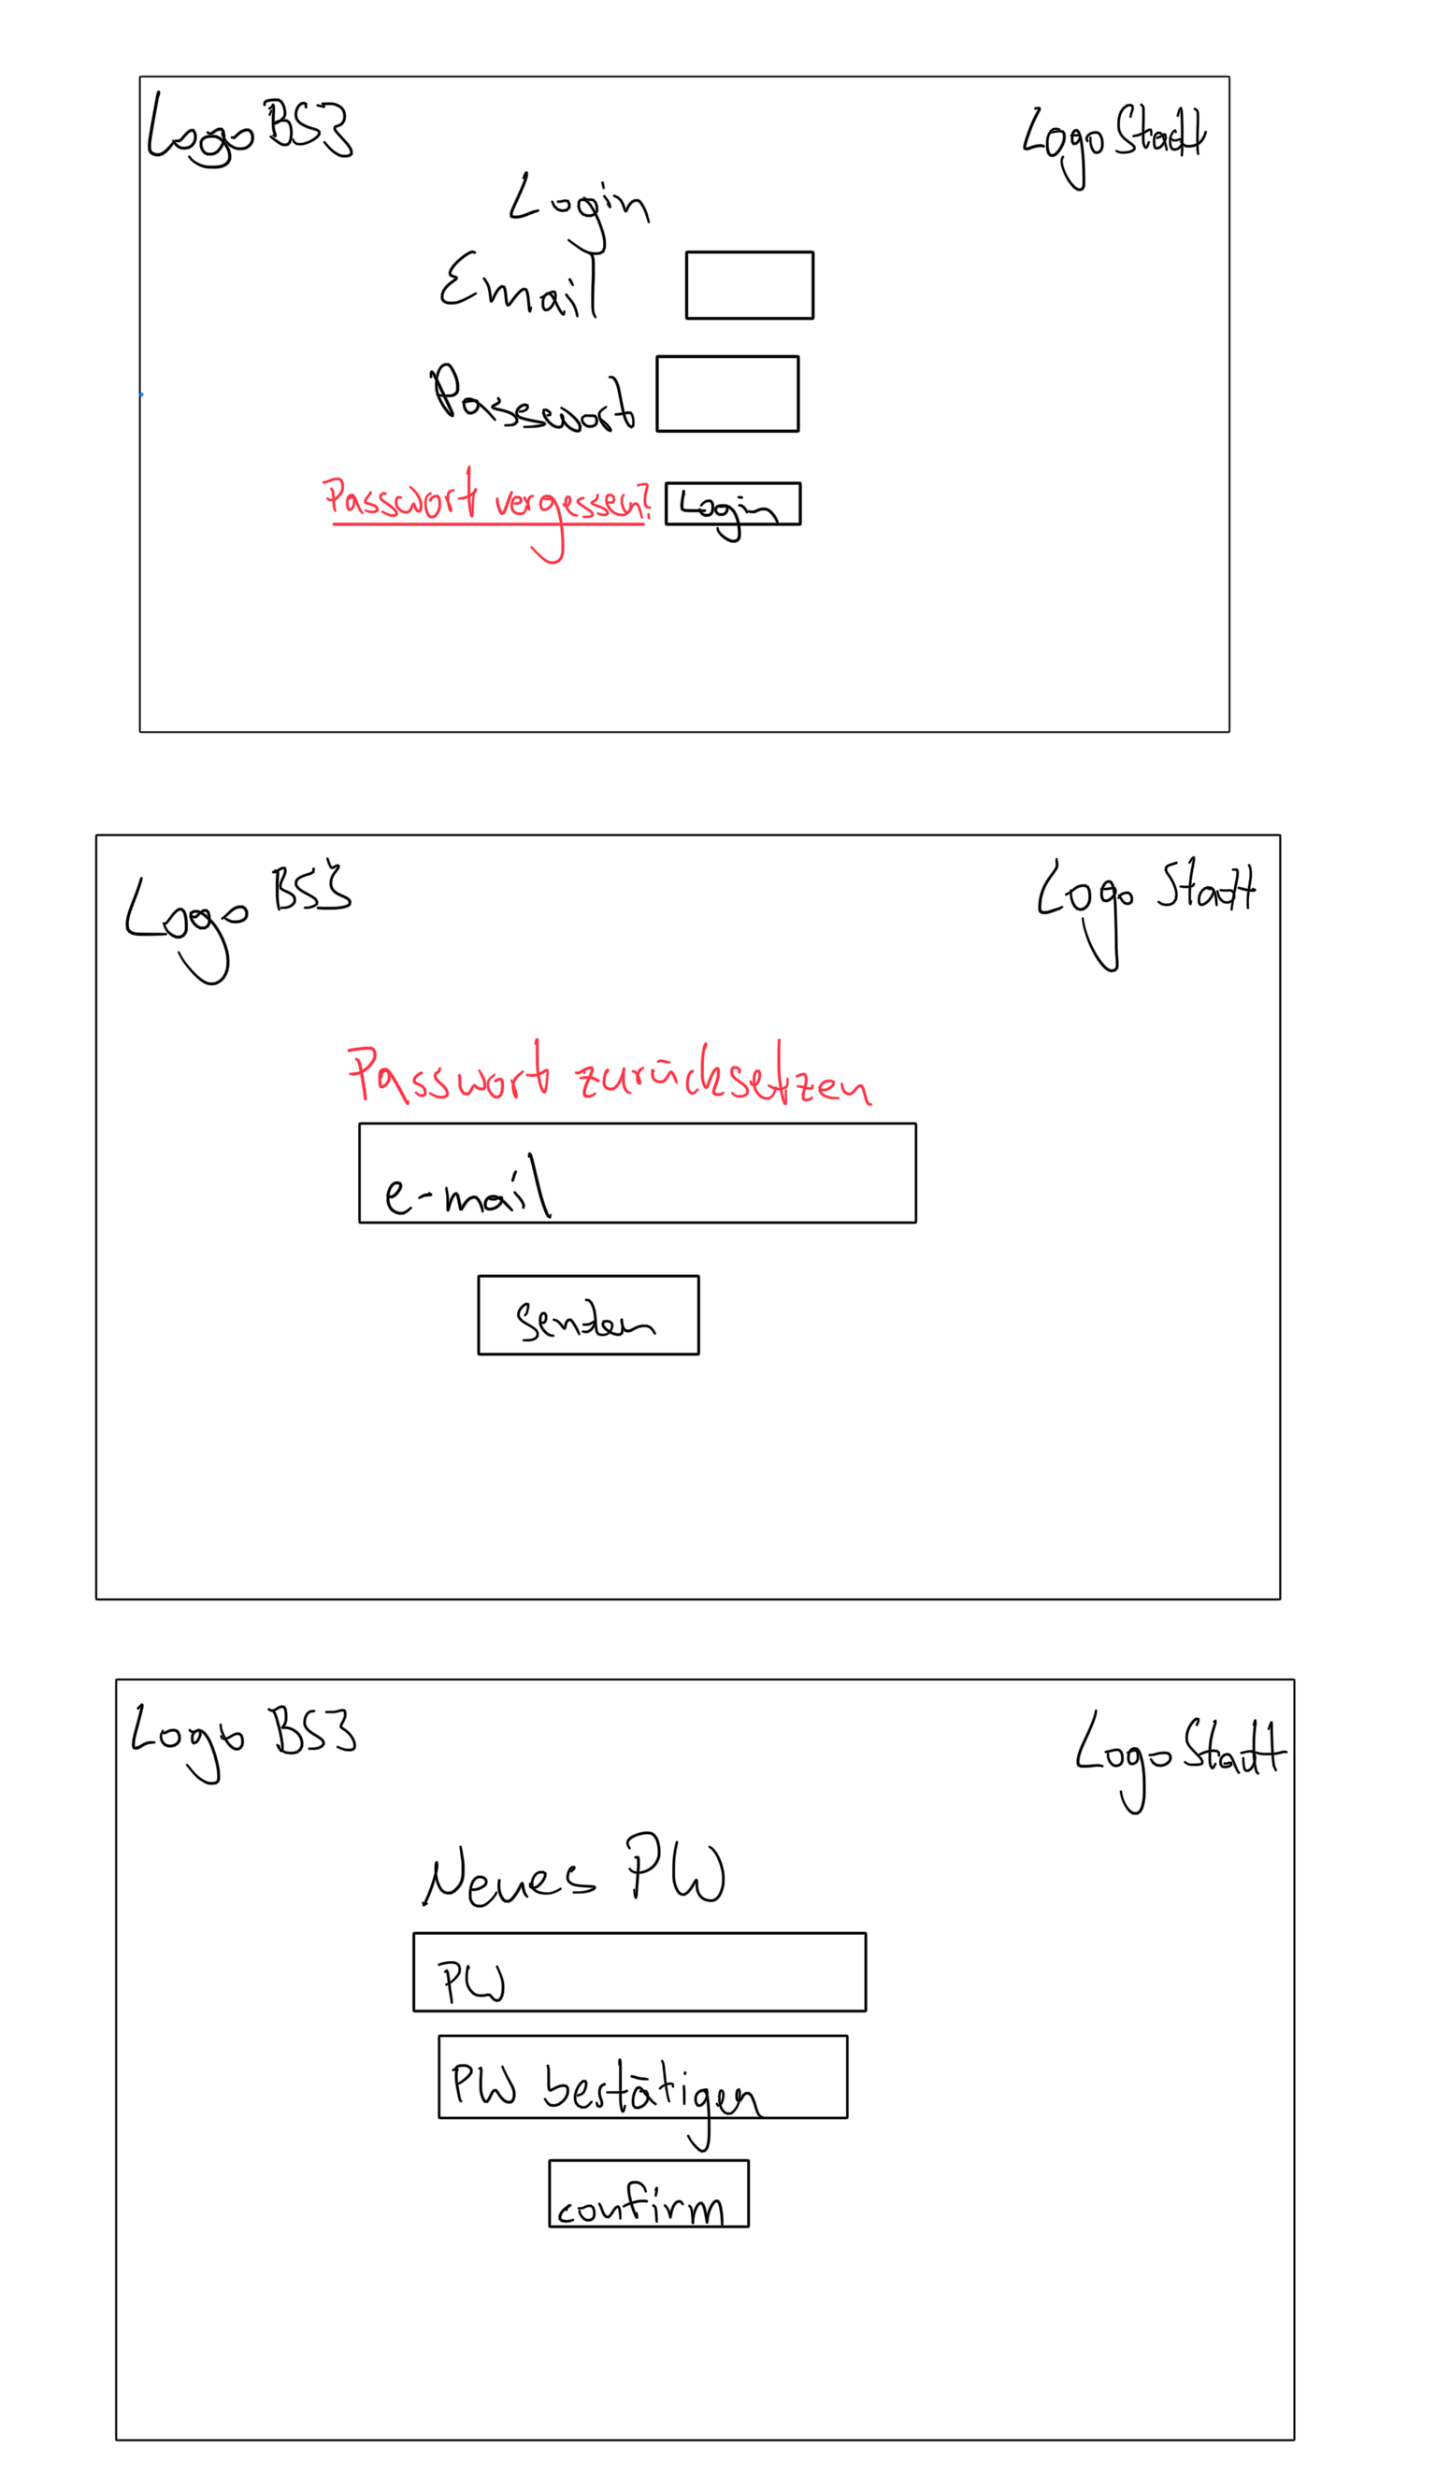 Logo BS3
Logo Stadt
Login
Email
Passwort
Passwort vergessen?
Login
Logo BS3
Logo Stadt
Passwort zurücksetzen
e-mail
Senden
Logo BS3
Logo Stadt
Neues PW
PW
PW bestätigen
confirm